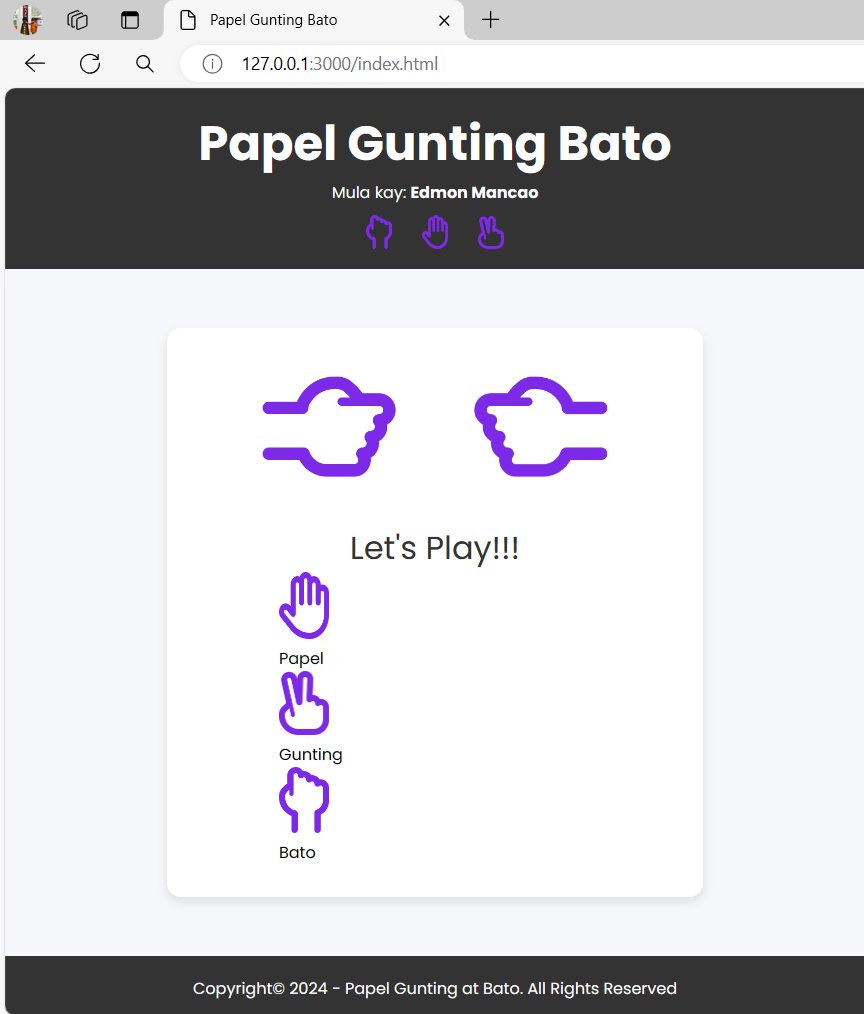 Papel Gunting Bato
127.0.0.1:3000/index.html
Papel Gunting Bato
Mula kay: Edmon Mancao
Let's Play!!!
Papel
Gunting
Bato
Copyright© 2024 - Papel Gunting at Bato. All Rights Reserved